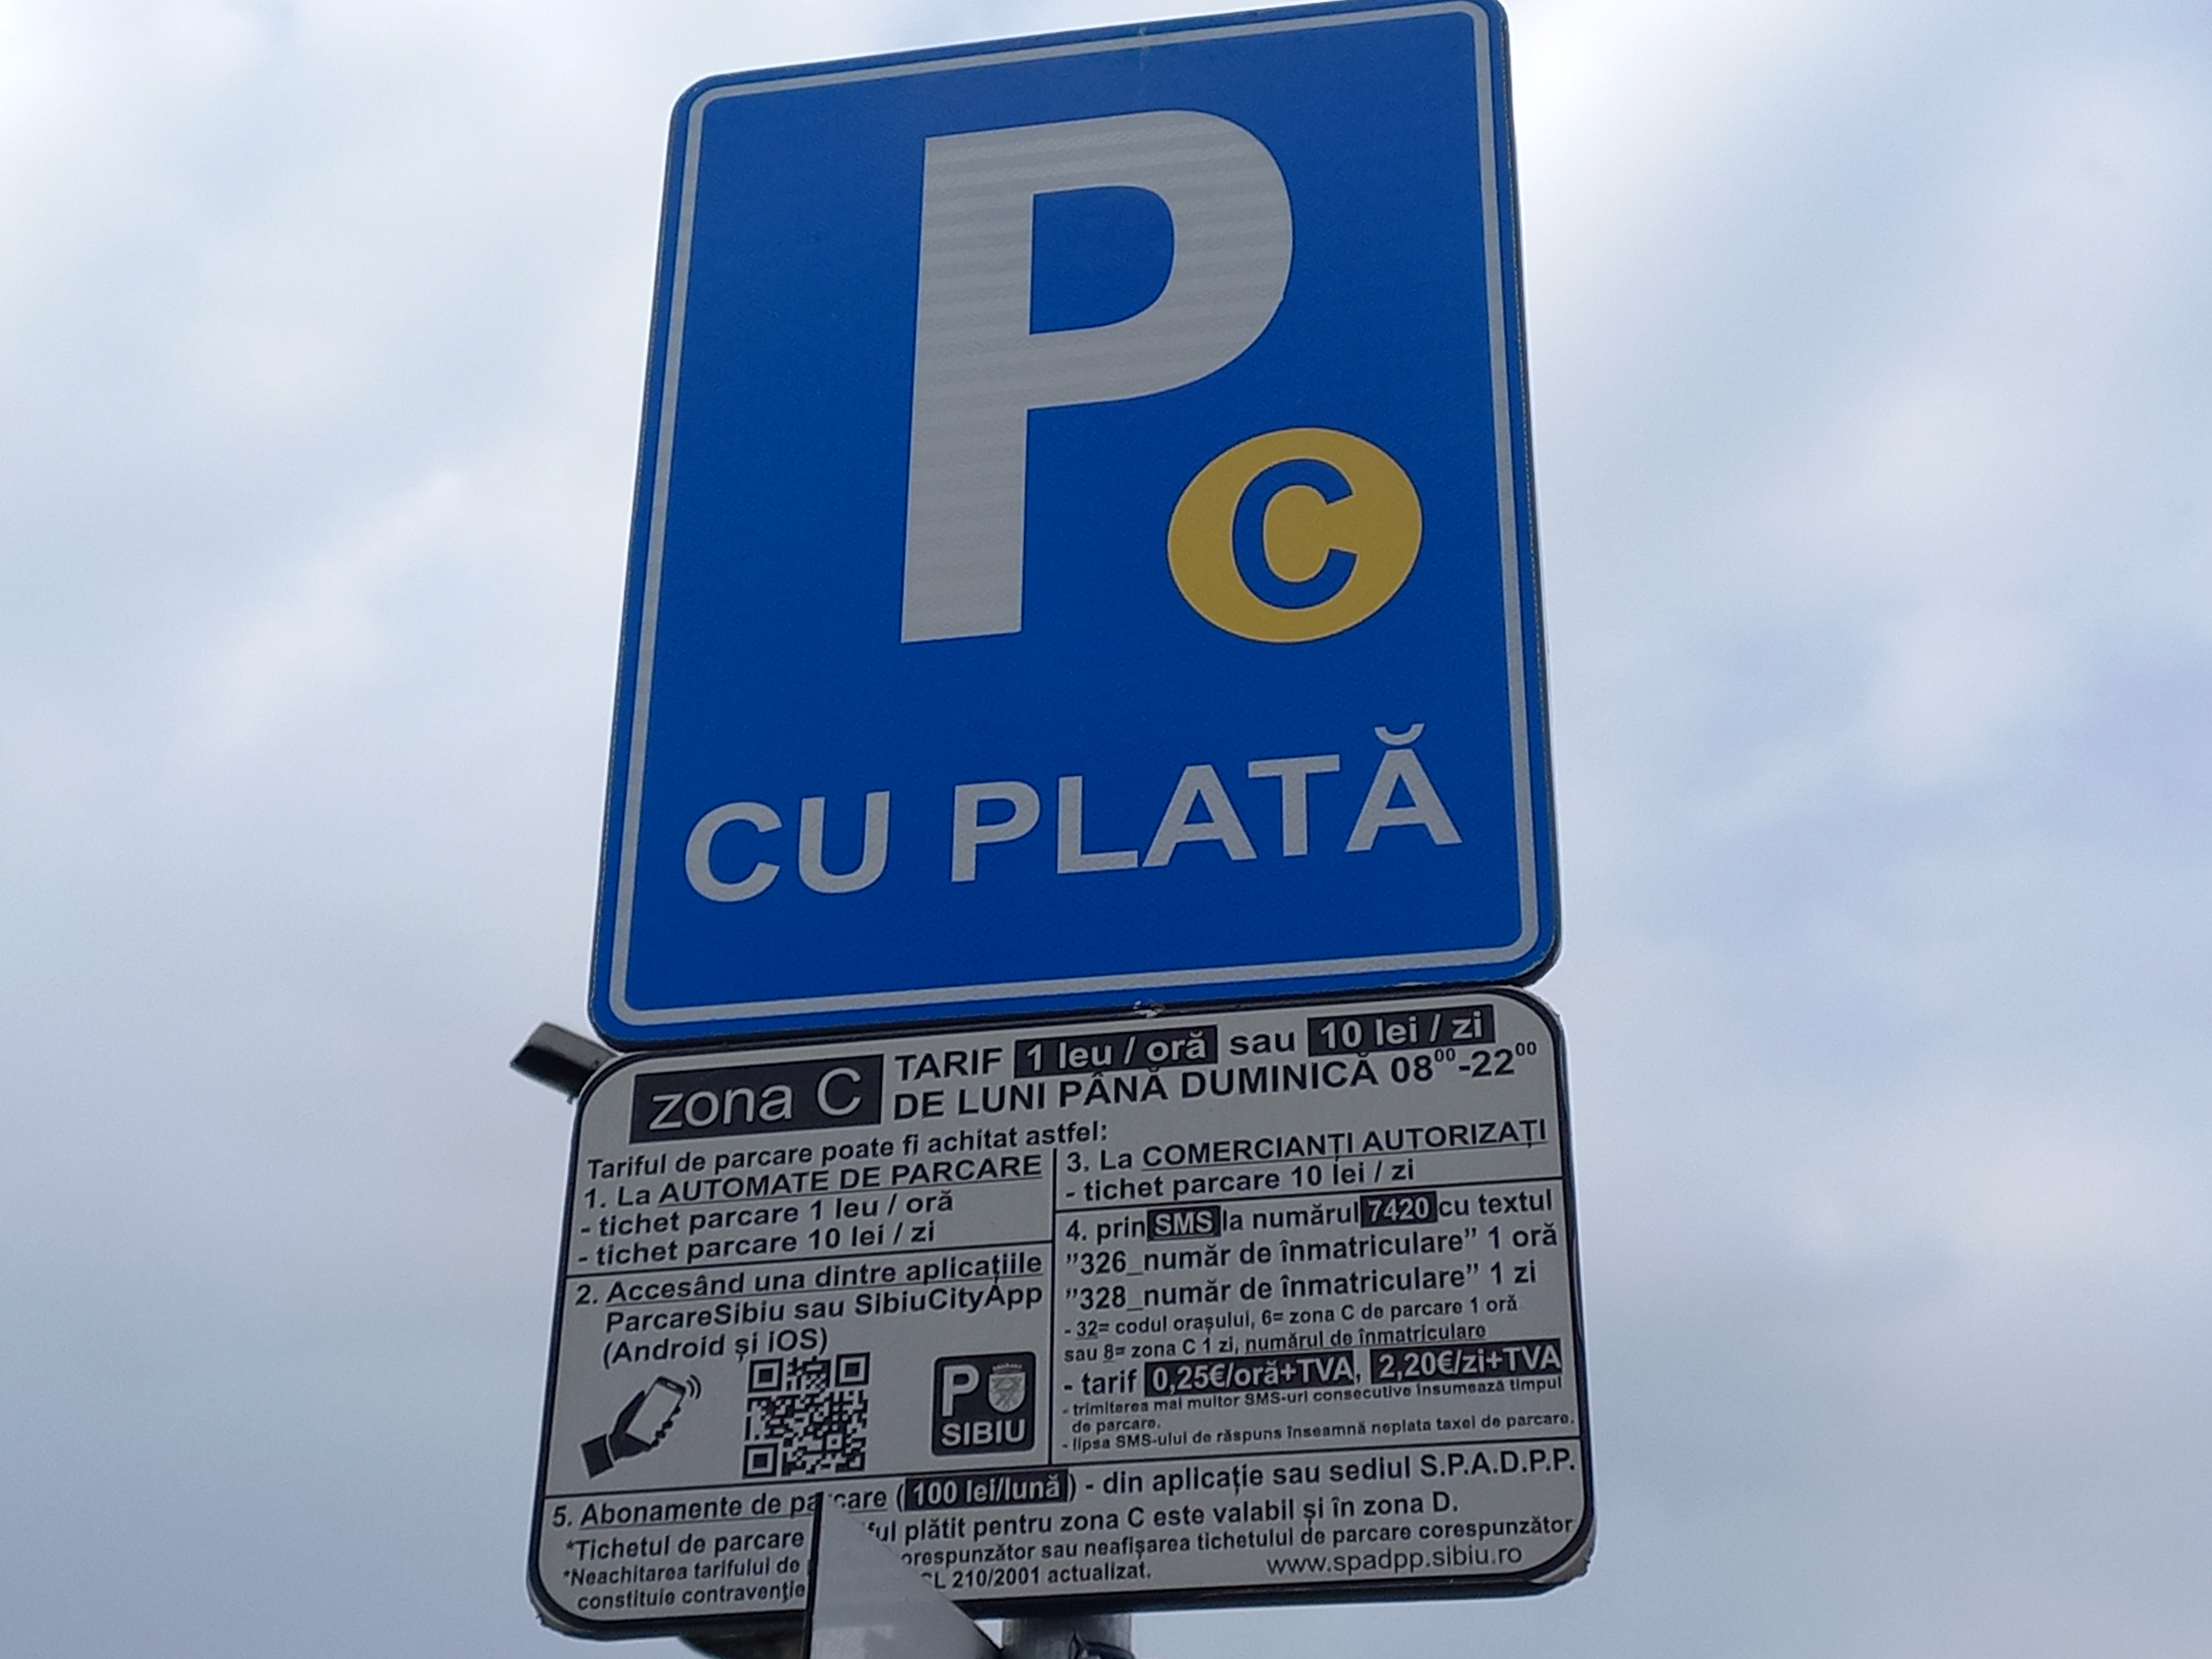 P
C
CU PLATĂ
zona C
TARIF 1 leu / oră sau 10 lei / zi
DE LUNI PÂNĂ DUMINICĂ 08⁰⁰-22⁰⁰
Tariful de parcare poate fi achitat astfel:
1. La AUTOMATE DE PARCARE
- tichet parcare 1 leu / oră
- tichet parcare 10 lei / zi
2. Accesând una dintre aplicațiile
ParcareSibiu sau SibiuCityApp
(Android și iOS)
P
SIBIU
3. La COMERCIANȚI AUTORIZAȚI
- tichet parcare 10 lei / zi
4. prin SMS la numărul 7420 cu textul
”326_număr de înmatriculare” 1 oră
”328_număr de înmatriculare” 1 zi
- 32= codul orașului, 6= zona C de parcare 1 oră
sau 8= zona C 1 zi, numărul de înmatriculare
- tarif 0,25€/oră+TVA, 2,20€/zi+TVA
- trimiterea mai multor SMS-uri consecutive însumează timpul
de parcare.
- lipsa SMS-ului de răspuns înseamnă neplata taxei de parcare.
5. Abonamente de parcare (100 lei/lună) - din aplicație sau sediul S.P.A.D.P.P.
*Tichetul de parcare plătit pentru zona C este valabil și în zona D.
*Neachitarea tarifului de sau neafișarea tichetului de parcare corespunzător
constituie contravenție 210/2001 actualizat.
www.spadpp.sibiu.ro